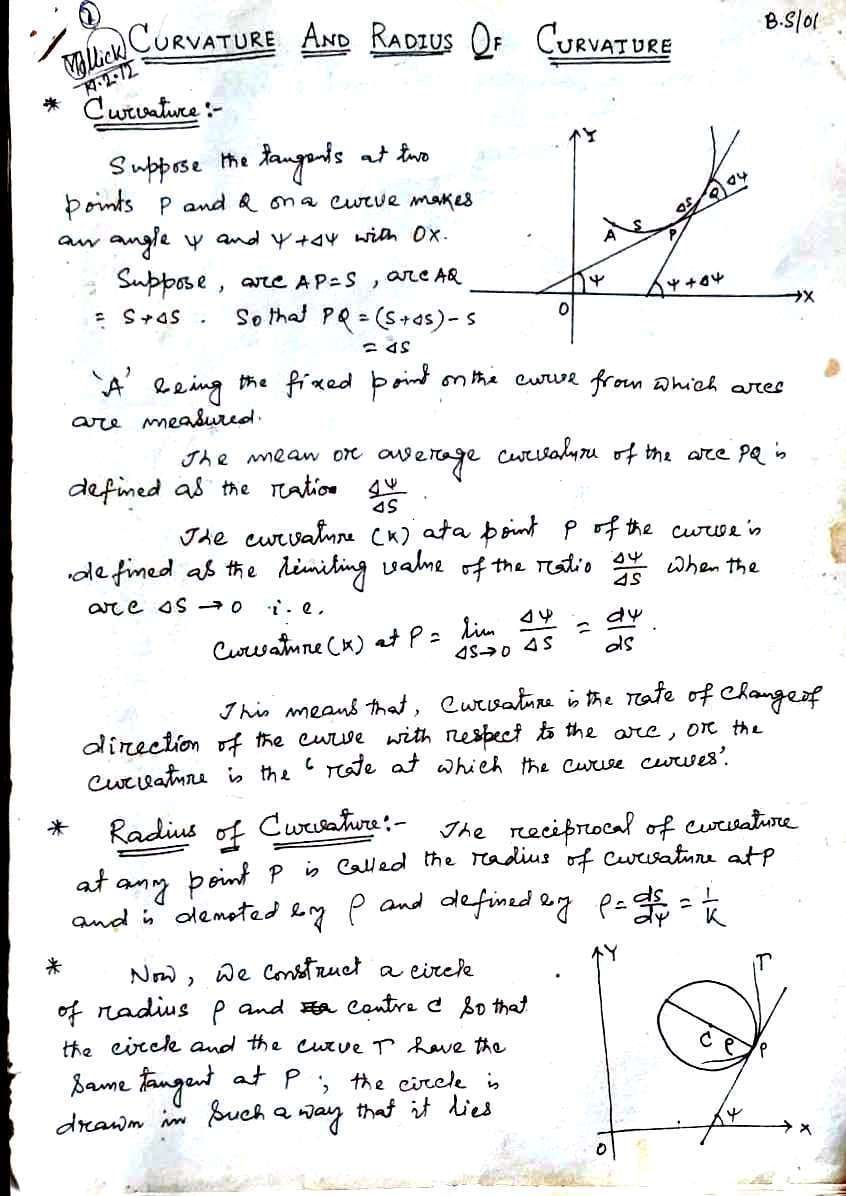 ②
B.S/01
Mollick
19.2.12
CURVATURE AND RADIUS OF CURVATURE
* Curvature :-
Suppose the tangents at two
points P and Q on a curve makes
an angle ψ and ψ+Δψ with OX.
Suppose, arc AP=S, arc AQ
= S+ΔS. So that PQ = (S+ΔS)-S
= ΔS
Y
A S P ΔS Q Δψ
ψ ψ+Δψ
O X
'A' being the fixed point on the curve from which arcs
are measured.
The mean or average curvature of the arc PQ is
defined as the ratio Δψ/ΔS.
The curvature (K) at a point P of the curve is
defined as the limiting value of the ratio Δψ/ΔS when the
arc ΔS → 0 i.e.
Curvature (K) at P = lim ΔS→0 Δψ/ΔS = dψ/ds.
This means that, Curvature is the rate of Change of
direction of the curve with respect to the arc, or the
curvature is the 'rate at which the curve curves'.
* Radius of Curvature:- The reciprocal of curvature
at any point P is Called the radius of curvature at P
and is denoted by ρ and defined by ρ = ds/dψ = 1/K
* Now, we construct a circle
of radius ρ and centre C so that
the circle and the curve T have the
Same tangent at P; the circle is
drawn in Such a way that it lies
Y T
C ρ P
ψ
O X